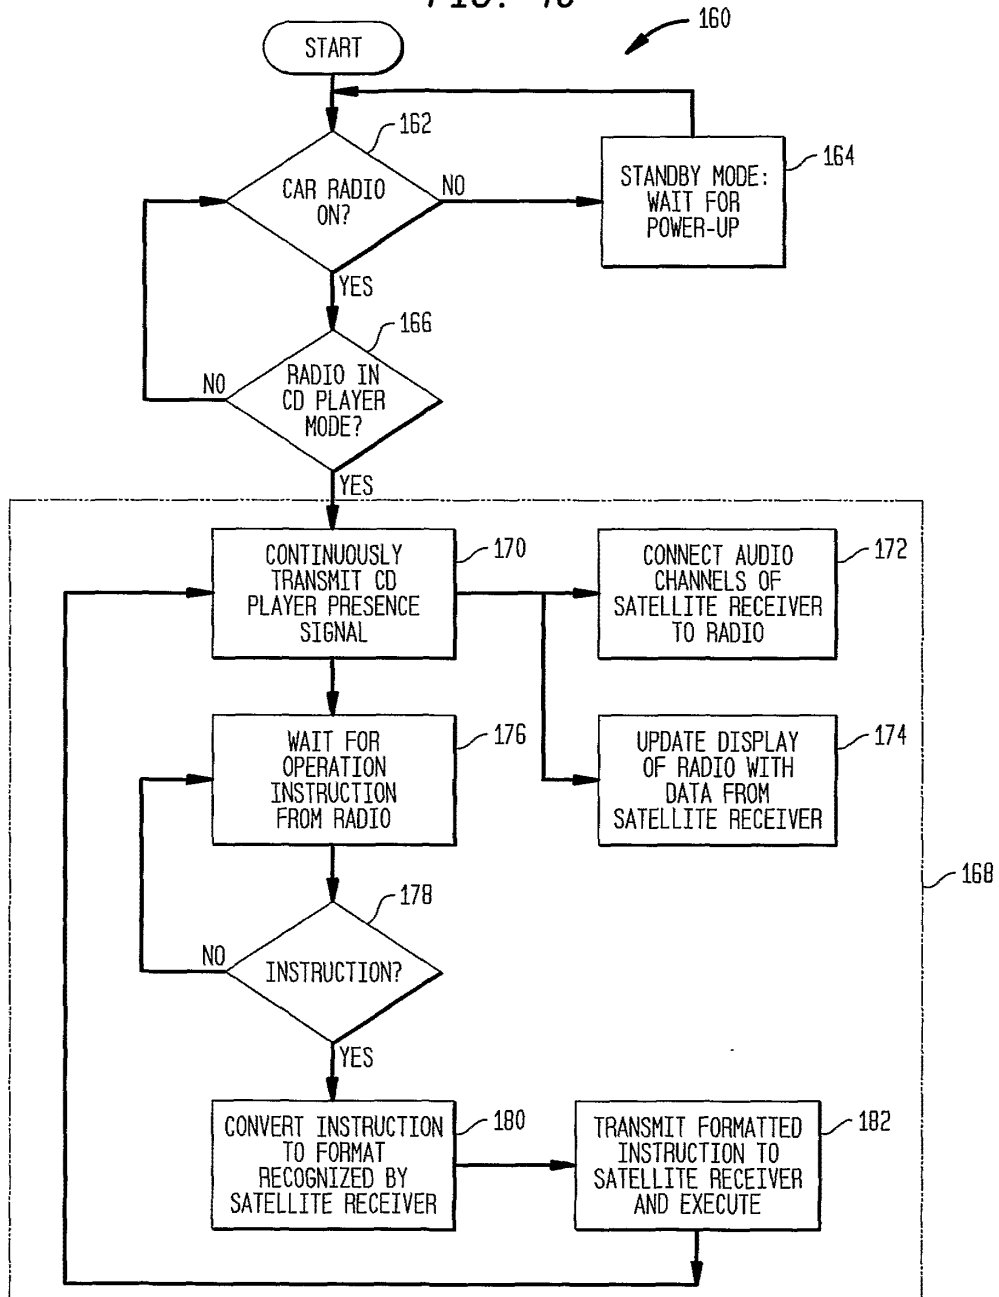 160
START
162
CAR RADIO
ON?
NO
164
STANDBY MODE:
WAIT FOR
POWER-UP
YES
166
RADIO IN
CD PLAYER
MODE?
NO
YES
170
CONTINUOUSLY
TRANSMIT CD
PLAYER PRESENCE
SIGNAL
172
CONNECT AUDIO
CHANNELS OF
SATELLITE RECEIVER
TO RADIO
176
WAIT FOR
OPERATION
INSTRUCTION
FROM RADIO
174
UPDATE DISPLAY
OF RADIO WITH
DATA FROM
SATELLITE RECEIVER
168
178
INSTRUCTION?
NO
YES
180
CONVERT INSTRUCTION
TO FORMAT
RECOGNIZED BY
SATELLITE RECEIVER
182
TRANSMIT FORMATTED
INSTRUCTION TO
SATELLITE RECEIVER
AND EXECUTE